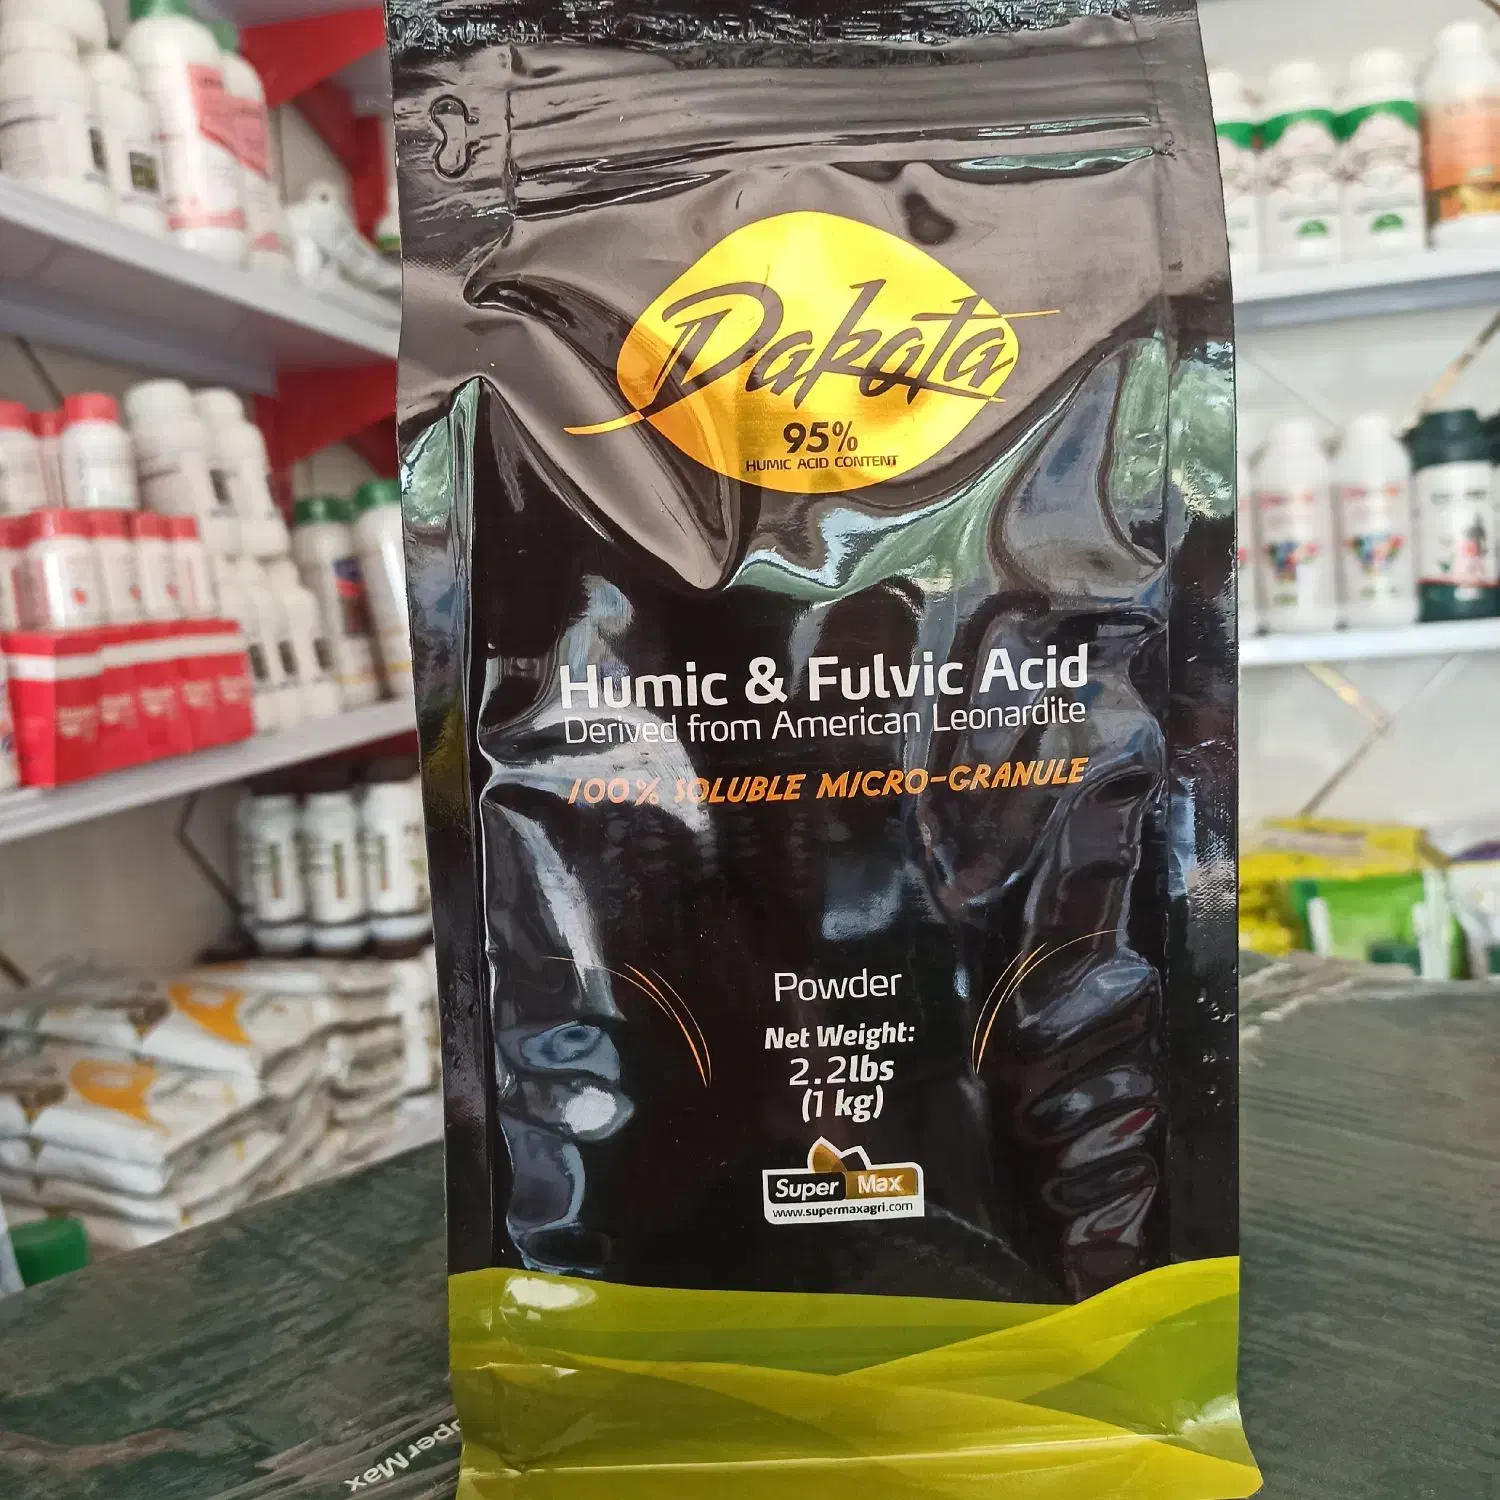 Dakota
95%
HUMIC ACID CONTENT
Humic & Fulvic Acid
Derived from American Leonardite
100% SOLUBLE MICRO-GRANULE
Powder
Net Weight:
2.2lbs
(1 kg)
Super Max
www.supermaxagri.com